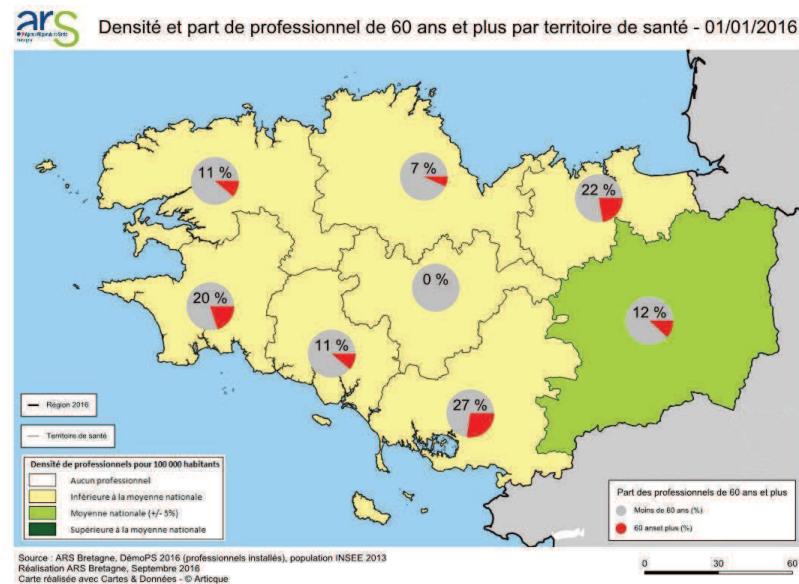 ars
Densité et part de professionnel de 60 ans et plus par territoire de santé - 01/01/2016
11 %
7 %
22 %
0 %
20 %
12 %
11 %
27 %
Région 2016
Territoire de santé
Densité de professionnels pour 100 000 habitants
Aucun professionnel
Inférieure à la moyenne nationale
Moyenne nationale (+/- 5%)
Supérieure à la moyenne nationale
Part des professionnels de 60 ans et plus
Moins de 60 ans (%)
60 anset plus (%)
0 30 60
Source : ARS Bretagne, DémoPS 2016 (professionnels installés), population INSEE 2013
Réalisation ARS Bretagne, Septembre 2016
Carte réalisée avec Cartes & Données - © Articque